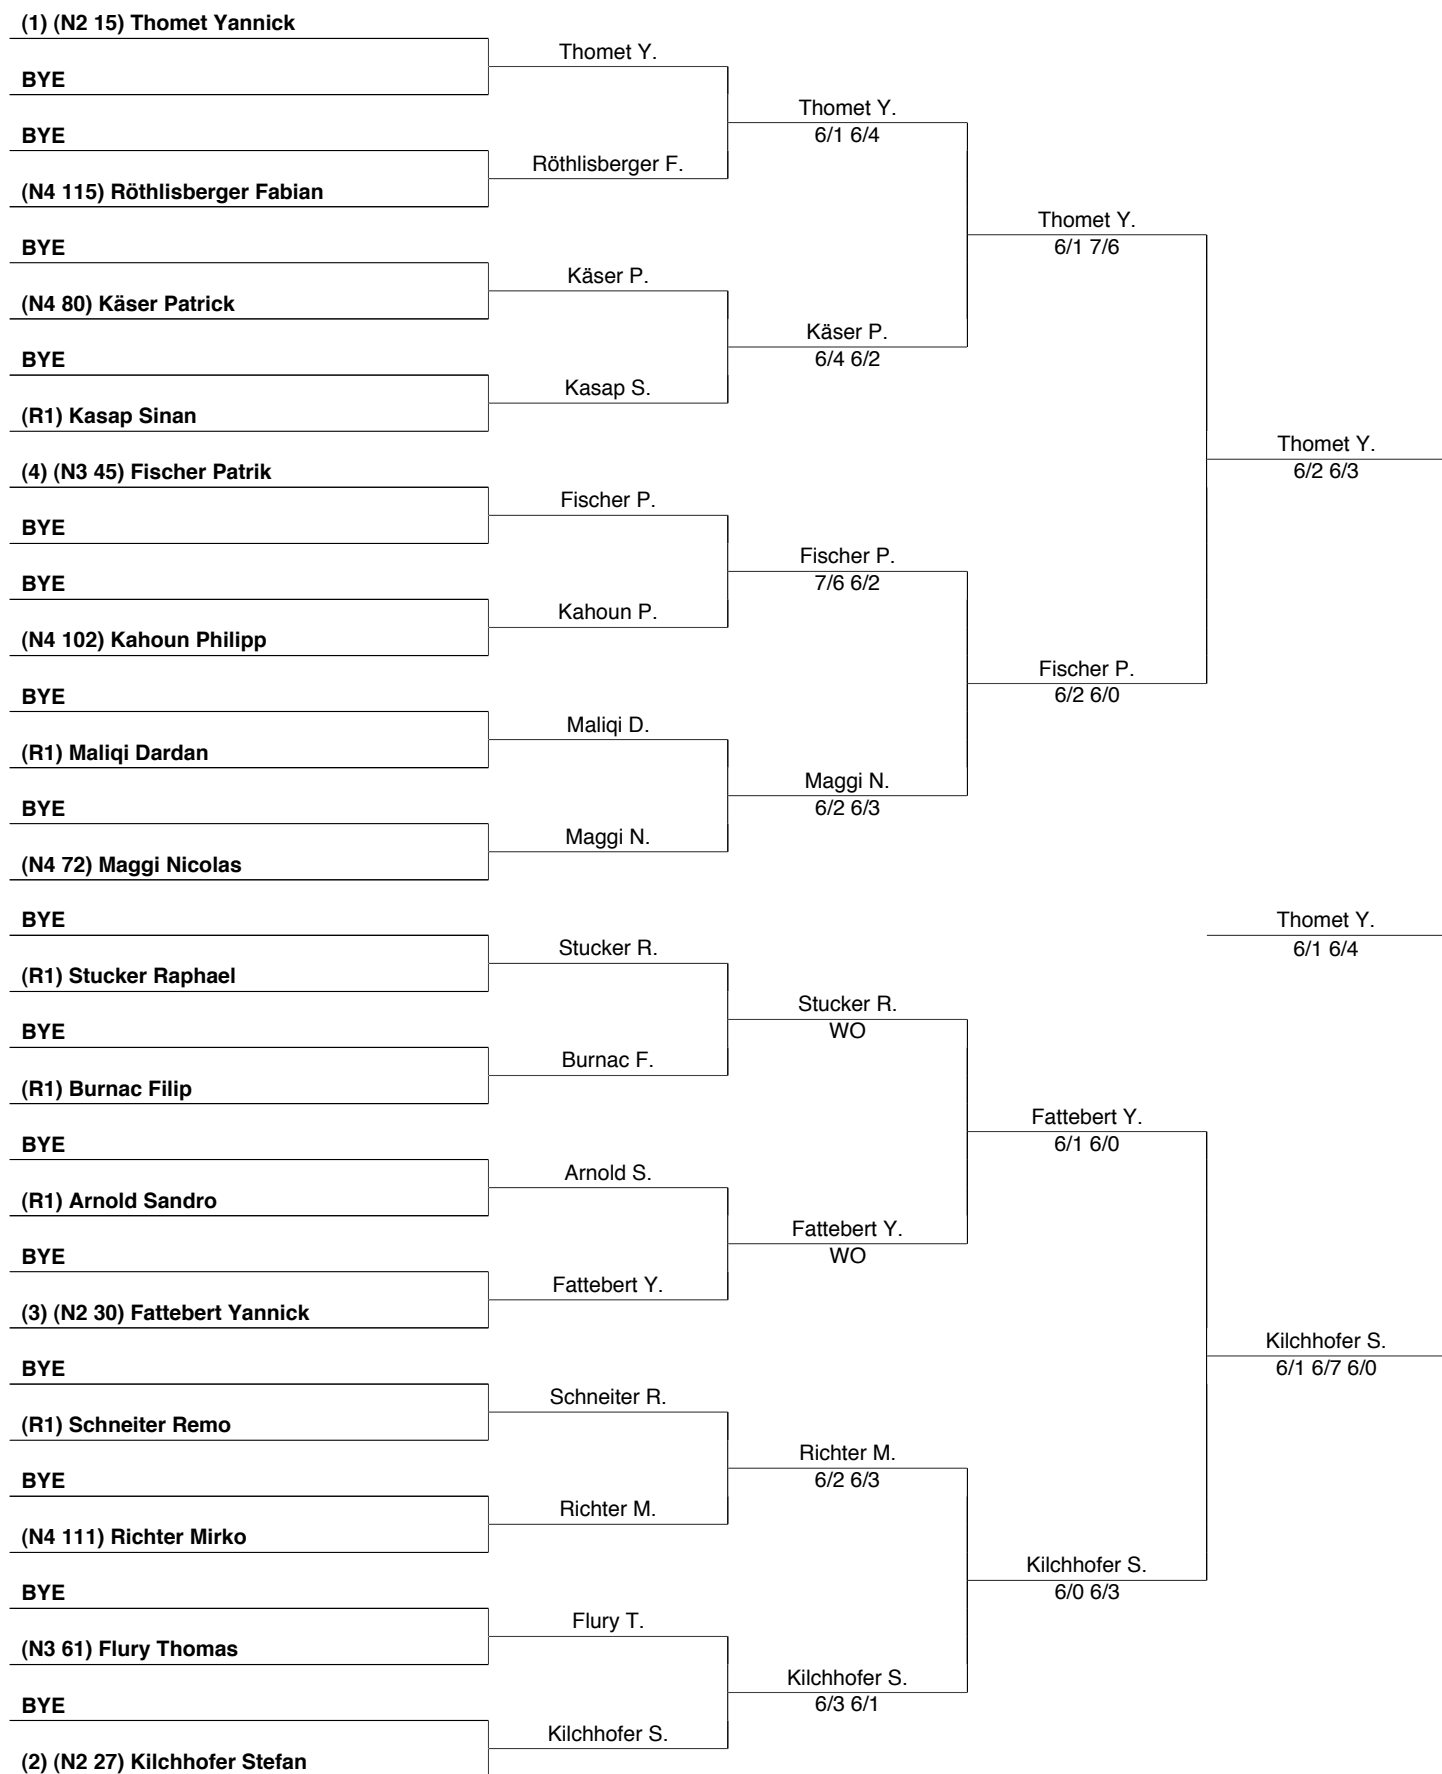 (1) (N2 15) Thomet Yannick
BYE
BYE
(N4 115) Röthlisberger Fabian
BYE
(N4 80) Käser Patrick
BYE
(R1) Kasap Sinan
(4) (N3 45) Fischer Patrik
BYE
BYE
(N4 102) Kahoun Philipp
BYE
(R1) Maliqi Dardan
BYE
(N4 72) Maggi Nicolas
BYE
(R1) Stucker Raphael
BYE
(R1) Burnac Filip
BYE
(R1) Arnold Sandro
BYE
(3) (N2 30) Fattebert Yannick
BYE
(R1) Schneiter Remo
BYE
(N4 111) Richter Mirko
BYE
(N3 61) Flury Thomas
BYE
(2) (N2 27) Kilchhofer Stefan
Thomet Y.
Röthlisberger F.
Käser P.
Kasap S.
Fischer P.
Kahoun P.
Maliqi D.
Maggi N.
Stucker R.
Burnac F.
Arnold S.
Fattebert Y.
Schneiter R.
Richter M.
Flury T.
Kilchhofer S.
Thomet Y.
6/1 6/4
Käser P.
6/4 6/2
Fischer P.
7/6 6/2
Maggi N.
6/2 6/3
Stucker R.
WO
Fattebert Y.
WO
Richter M.
6/2 6/3
Kilchhofer S.
6/3 6/1
Thomet Y.
6/1 7/6
Fischer P.
6/2 6/0
Fattebert Y.
6/1 6/0
Kilchhofer S.
6/0 6/3
Thomet Y.
6/2 6/3
Thomet Y.
6/1 6/4
Kilchhofer S.
6/1 6/7 6/0